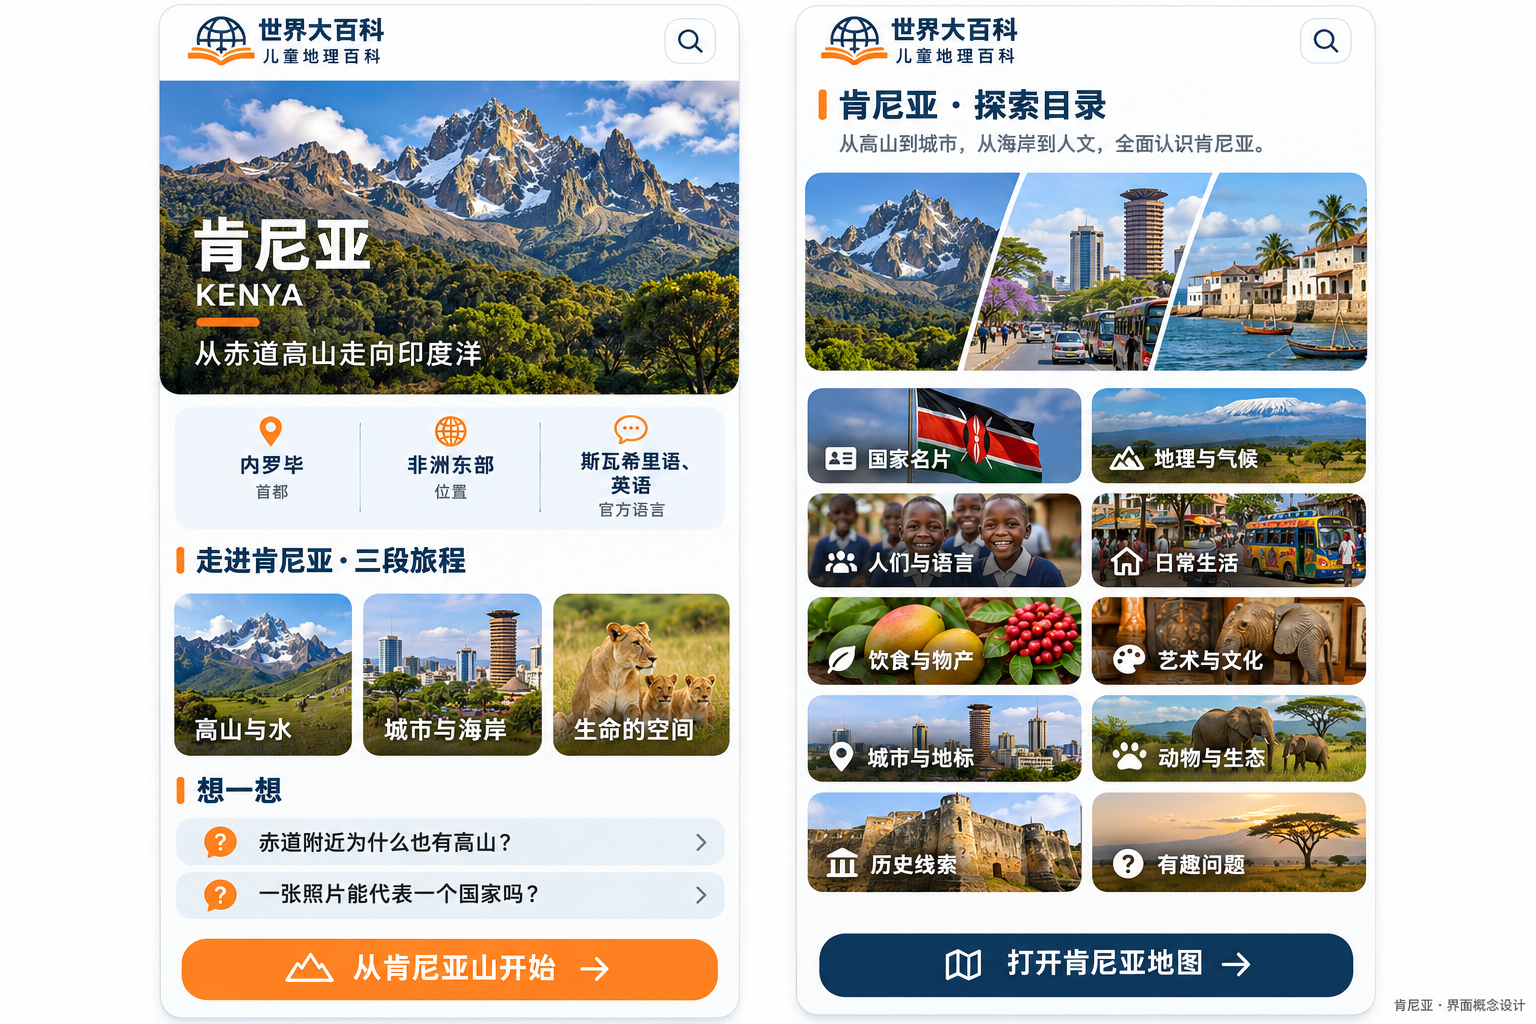 世界大百科
儿童地理百科
肯尼亚
KENYA
从赤道高山走向印度洋
内罗毕
首都
非洲东部
位置
斯瓦希里语、
英语
官方语言
走进肯尼亚·三段旅程
高山与水
城市与海岸
生命的空间
想一想
赤道附近为什么也有高山？
一张照片能代表一个国家吗？
从肯尼亚山开始
世界大百科
儿童地理百科
肯尼亚·探索目录
从高山到城市，从海岸到人文，全面认识肯尼亚。
国家名片
地理与气候
人们与语言
日常生活
饮食与物产
艺术与文化
城市与地标
动物与生态
历史线索
有趣问题
打开肯尼亚地图
肯尼亚·界面概念设计